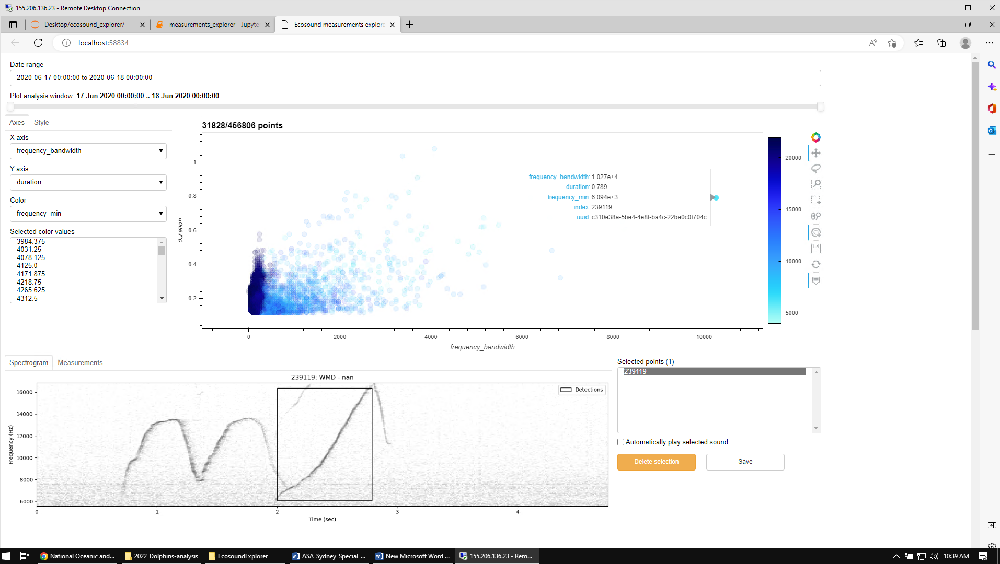 155.206.136.23 - Remote Desktop Connection
Desktop/ecosound_explorer/
measurements_explorer - Jupyte
Ecosound measurements explore
localhost:58834
Date range
2020-06-17 00:00:00 to 2020-06-18 00:00:00
Plot analysis window: 17 Jun 2020 00:00:00 .. 18 Jun 2020 00:00:00
Axes Style
X axis
frequency_bandwidth
Y axis
duration
Color
frequency_min
Selected color values
3984.375
4031.25
4078.125
4125.0
4171.875
4218.75
4265.625
4312.5
31828/456806 points
duration
1
0.8
0.6
0.4
0.2
0 2000 4000 6000 8000 10000
frequency_bandwidth
frequency_bandwidth: 1.027e+4
duration: 0.789
frequency_min: 6.094e+3
index: 239119
uuid: c310e38a-5be4-4e8f-ba4c-22be0c0f704c
20000
15000
10000
5000
Spectrogram Measurements
239119: WMD - nan
Detections
Frequency (Hz)
16000
14000
12000
10000
8000
6000
0 1 2 3 4
Time (sec)
Selected points (1)
239119
Automatically play selected sound
Delete selection Save
National Oceanic and...
2022_Dolphins-analysis
EcosoundExplorer
ASA_Sydney_Special_...
New Microsoft Word ...
155.206.136.23 - Rem...
10:39 AM